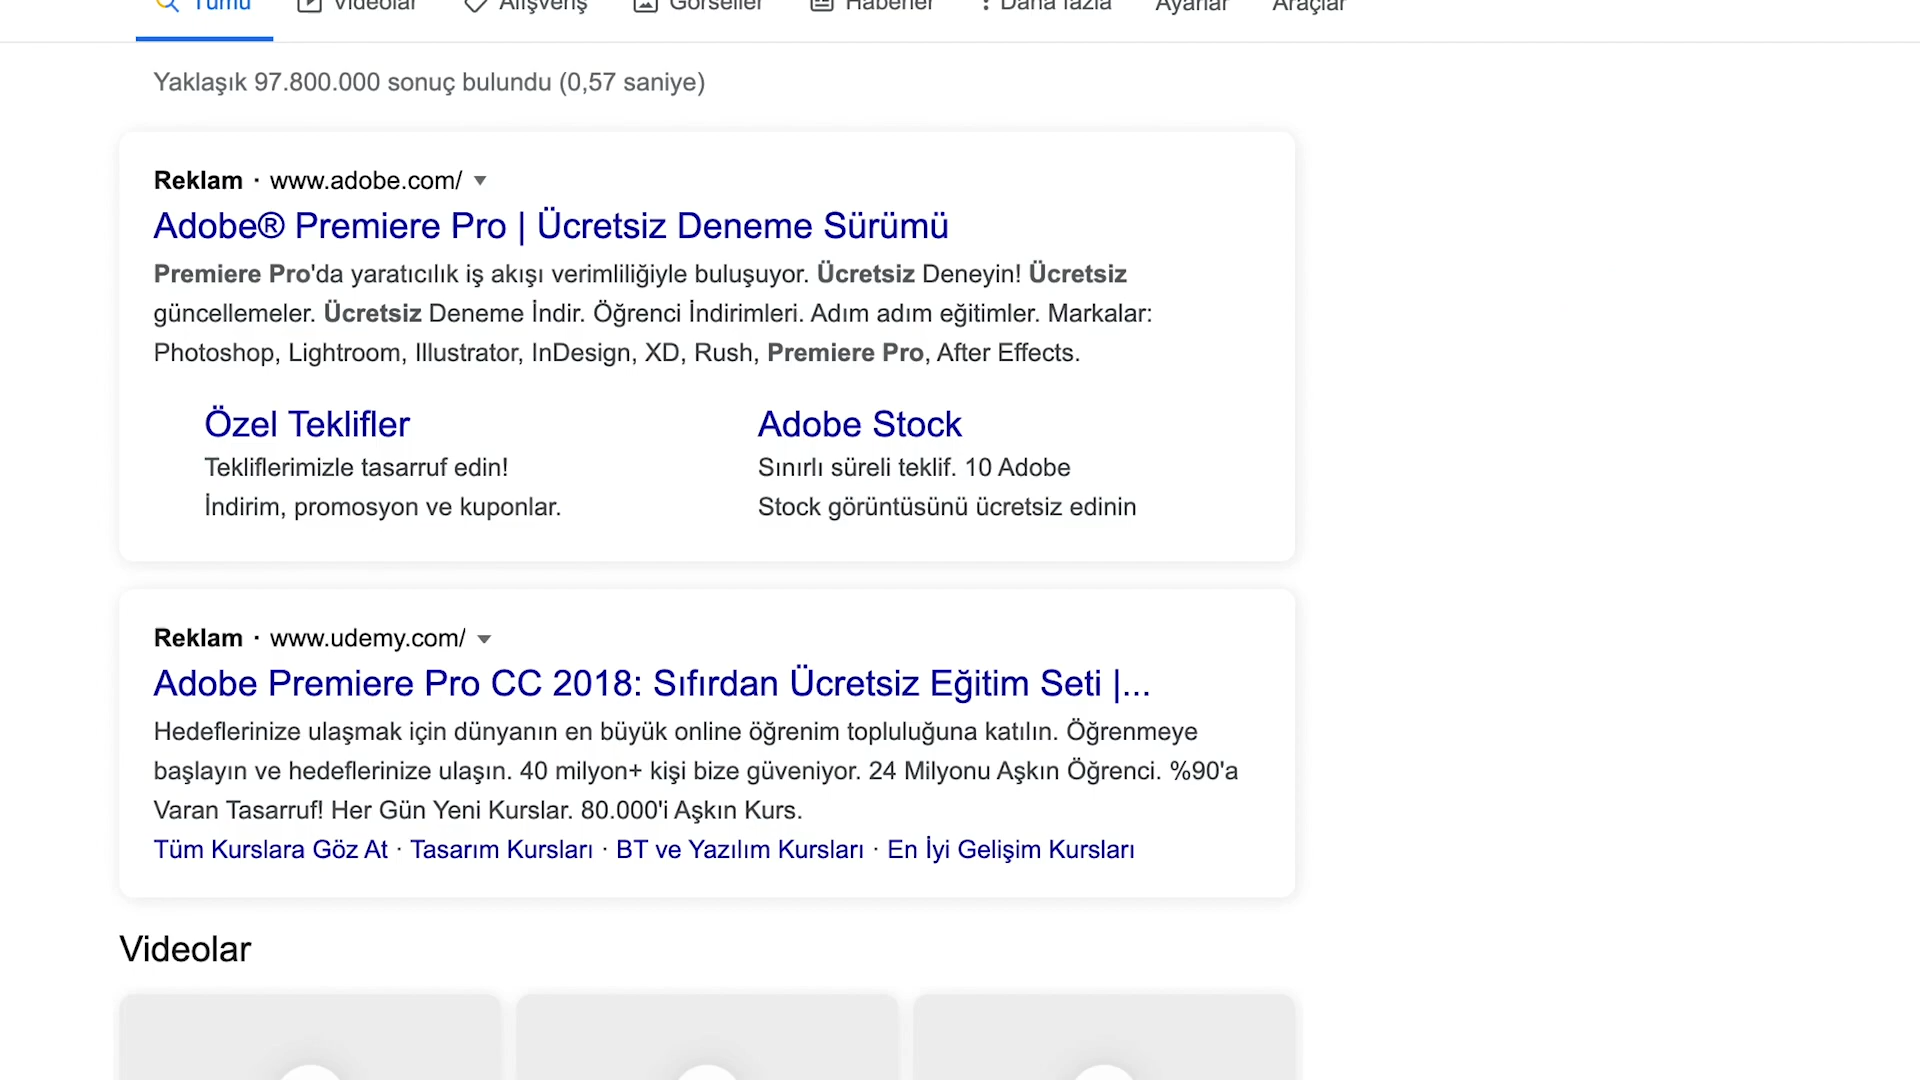 Tümü Videolar Alışveriş Görseller Haberler Daha fazla Ayarlar Araçlar
Yaklaşık 97.800.000 sonuç bulundu (0,57 saniye)
Reklam · www.adobe.com/
Adobe® Premiere Pro | Ücretsiz Deneme Sürümü
Premiere Pro'da yaratıcılık iş akışı verimliliğiyle buluşuyor. Ücretsiz Deneyin! Ücretsiz
güncellemeler. Ücretsiz Deneme İndir. Öğrenci İndirimleri. Adım adım eğitimler. Markalar:
Photoshop, Lightroom, Illustrator, InDesign, XD, Rush, Premiere Pro, After Effects.
Özel Teklifler
Tekliflerimizle tasarruf edin!
İndirim, promosyon ve kuponlar.
Adobe Stock
Sınırlı süreli teklif. 10 Adobe
Stock görüntüsünü ücretsiz edinin
Reklam · www.udemy.com/
Adobe Premiere Pro CC 2018: Sıfırdan Ücretsiz Eğitim Seti |...
Hedeflerinize ulaşmak için dünyanın en büyük online öğrenim topluluğuna katılın. Öğrenmeye
başlayın ve hedeflerinize ulaşın. 40 milyon+ kişi bize güveniyor. 24 Milyonu Aşkın Öğrenci. %90'a
Varan Tasarruf! Her Gün Yeni Kurslar. 80.000'i Aşkın Kurs.
Tüm Kurslara Göz At · Tasarım Kursları · BT ve Yazılım Kursları · En İyi Gelişim Kursları
Videolar